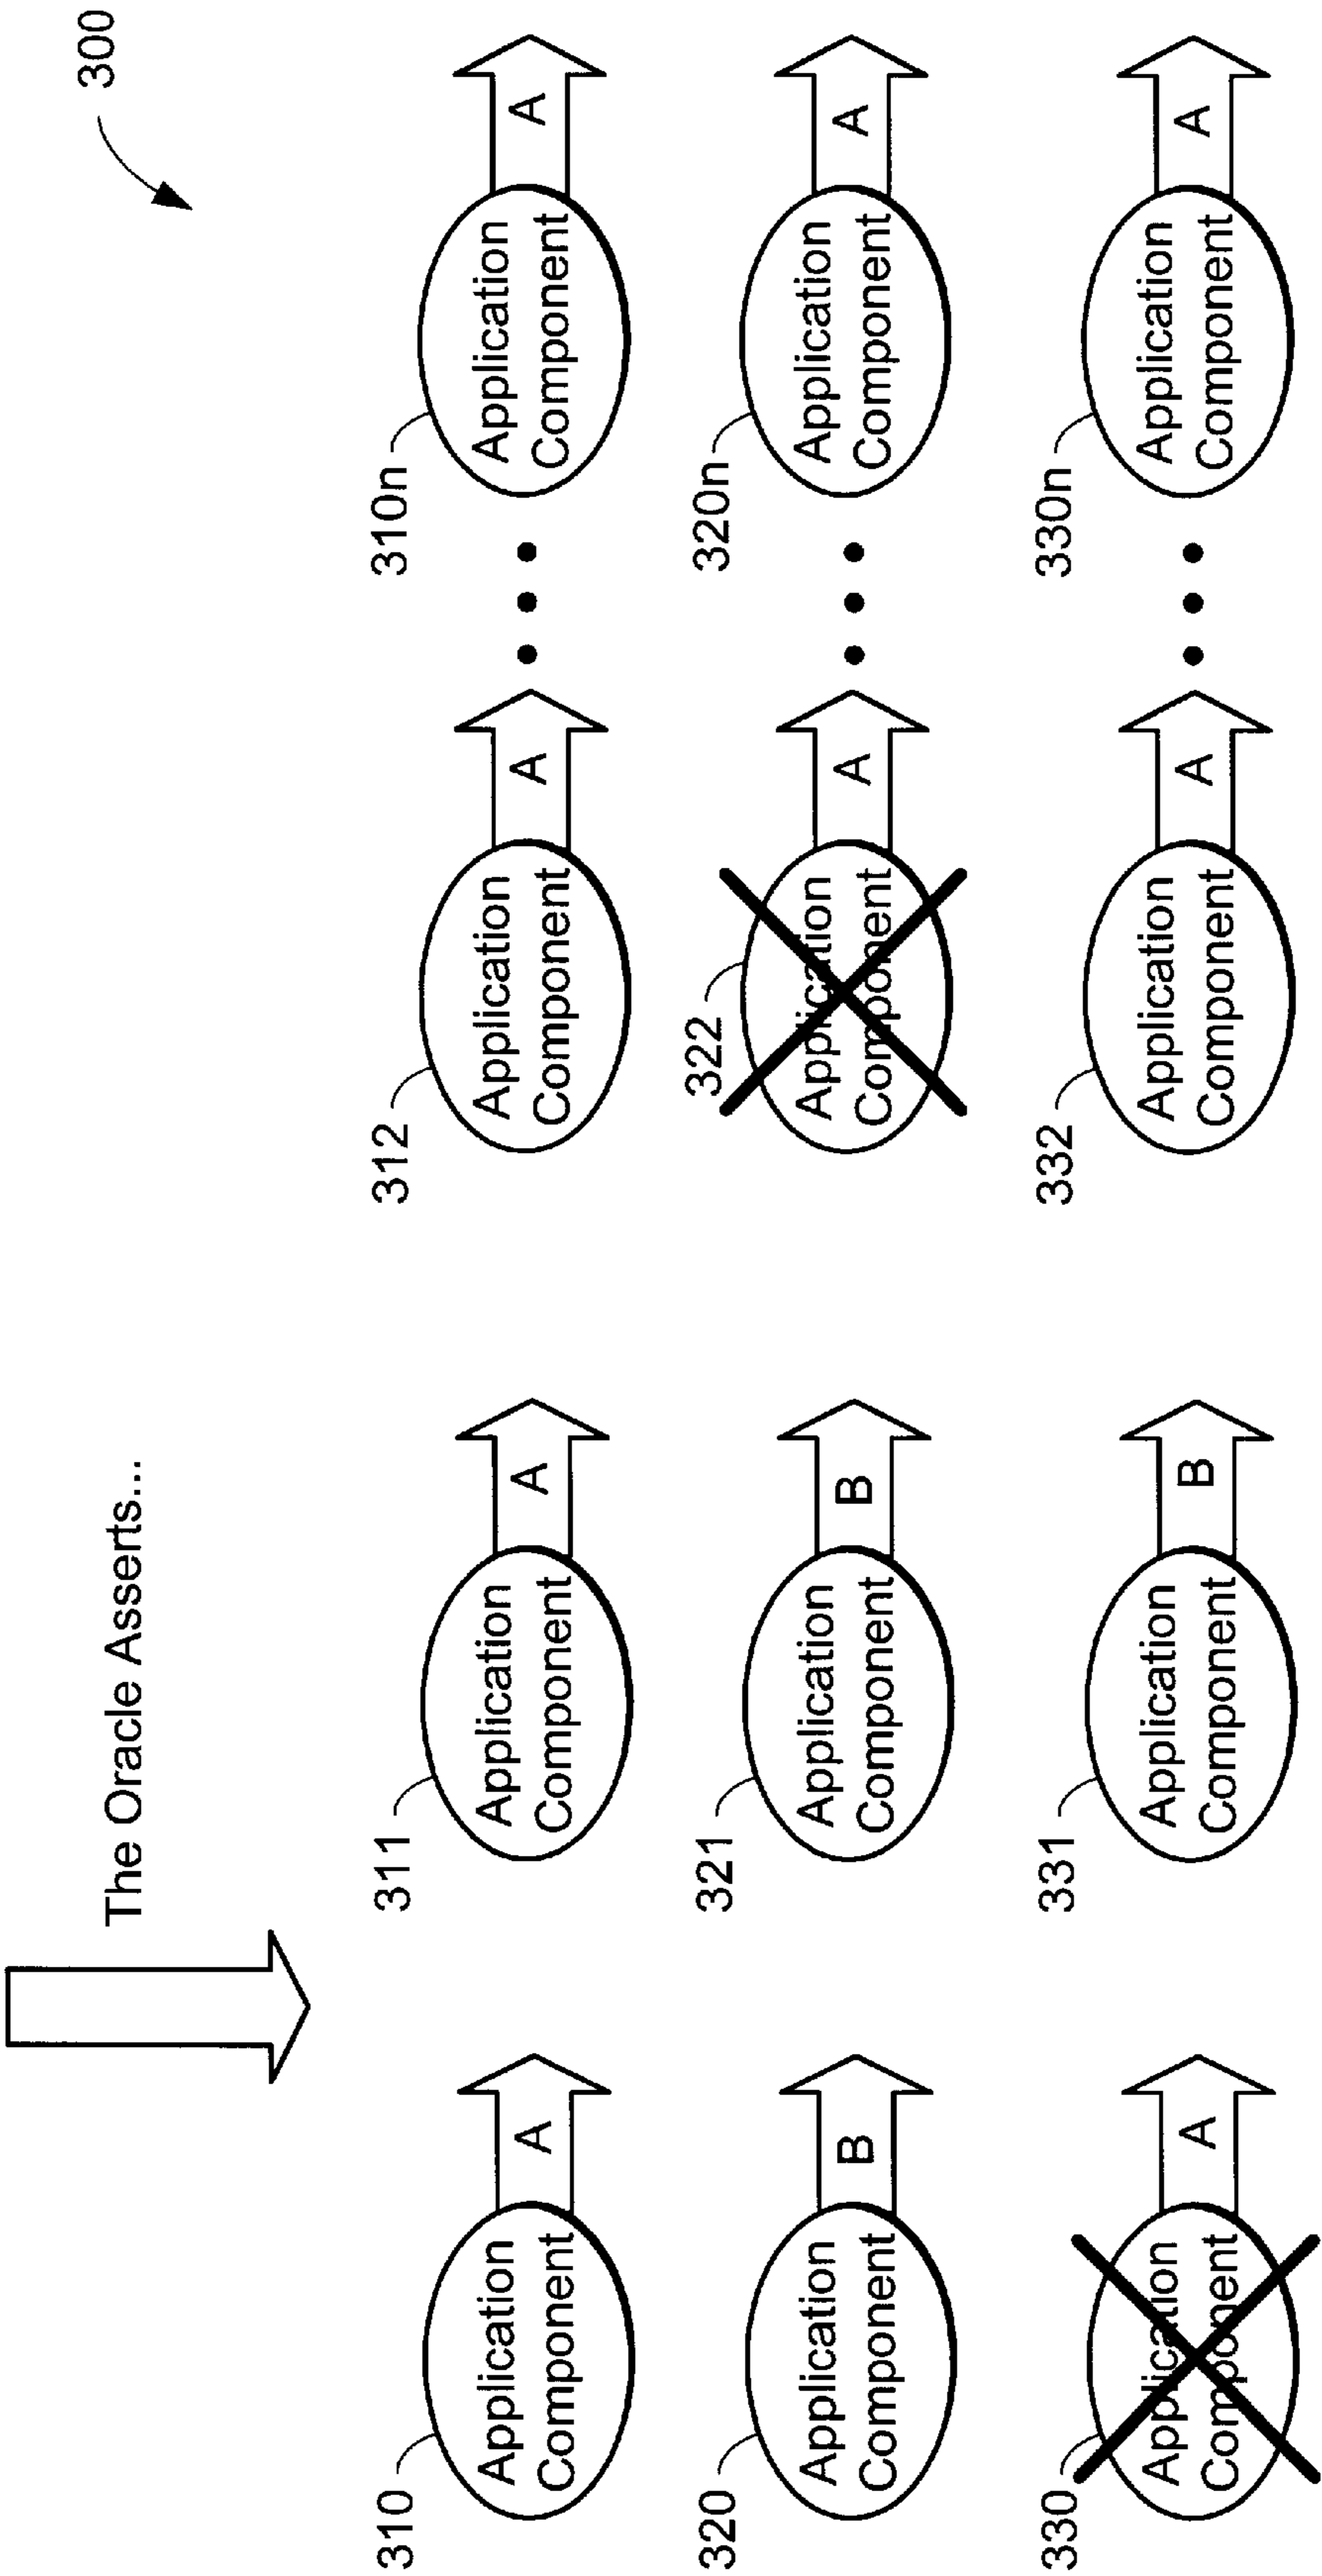 300
The Oracle Asserts...
310
Application
Component
A
311
Application
Component
A
312
Application
Component
A
310n
Application
Component
A
320
Application
Component
B
321
Application
Component
B
322
Application
Component
A
320n
Application
Component
A
330
Application
Component
A
331
Application
Component
B
332
Application
Component
A
330n
Application
Component
A